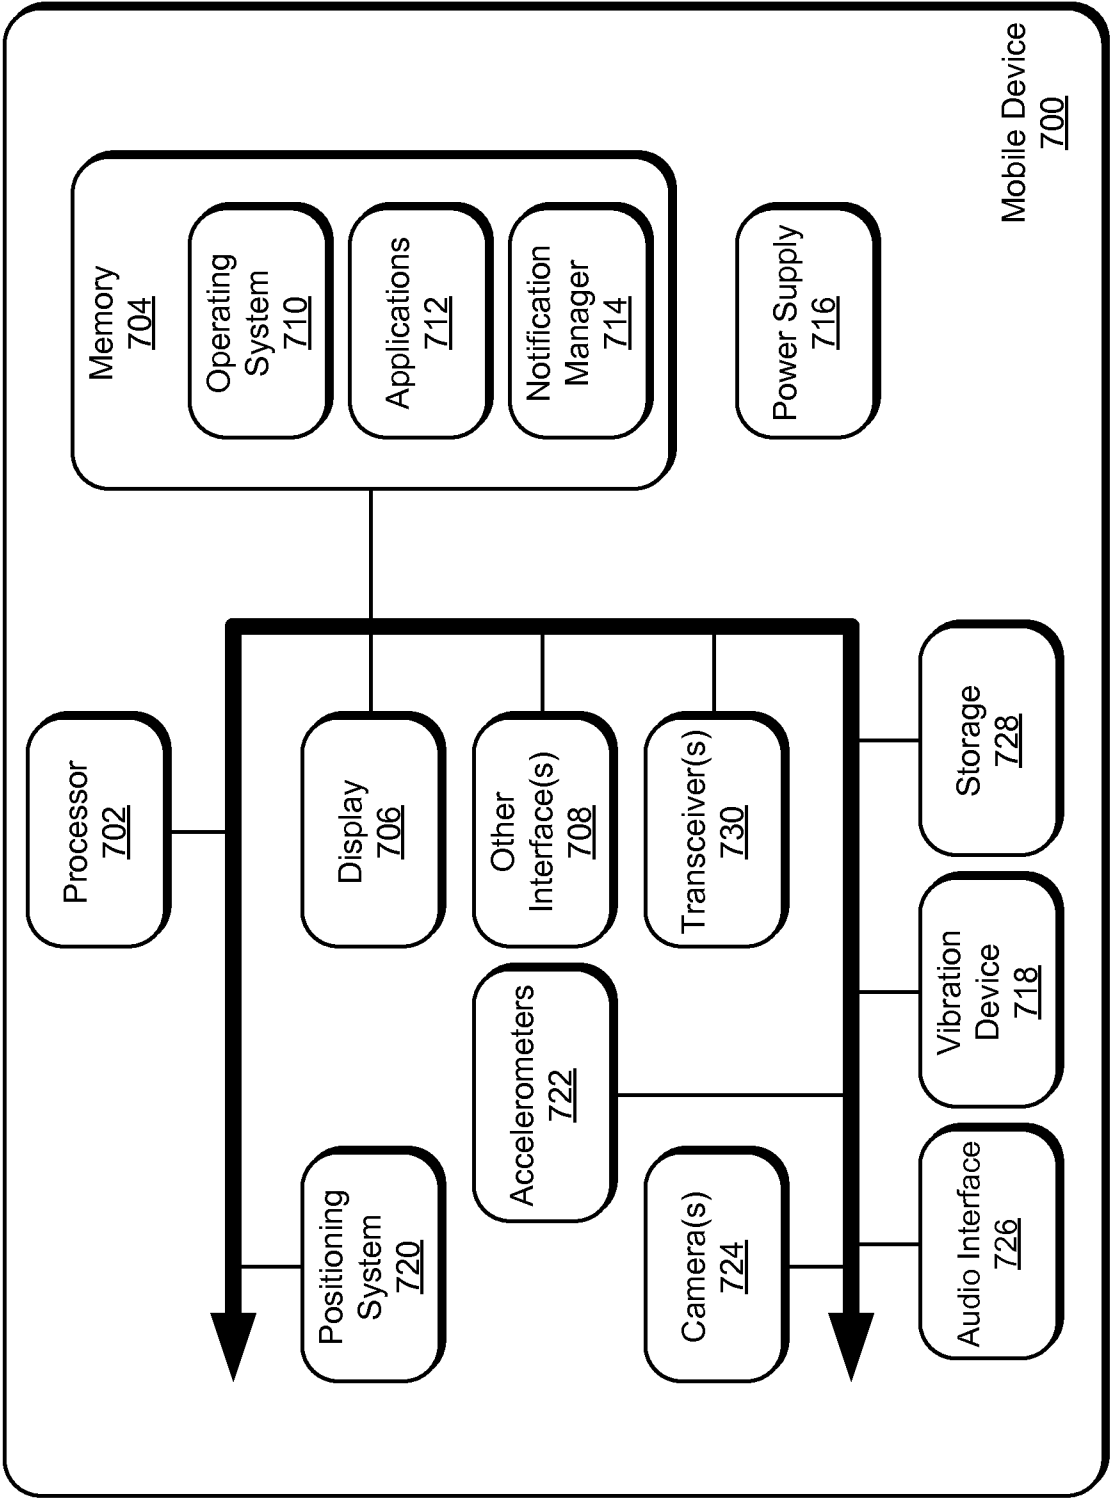 Processor
702
Memory
704
Operating
System
710
Applications
712
Notification
Manager
714
Positioning
System
720
Display
706
Accelerometers
722
Other
Interface(s)
708
Camera(s)
724
Transceiver(s)
730
Power Supply
716
Audio Interface
726
Vibration
Device
718
Storage
728
Mobile Device
700